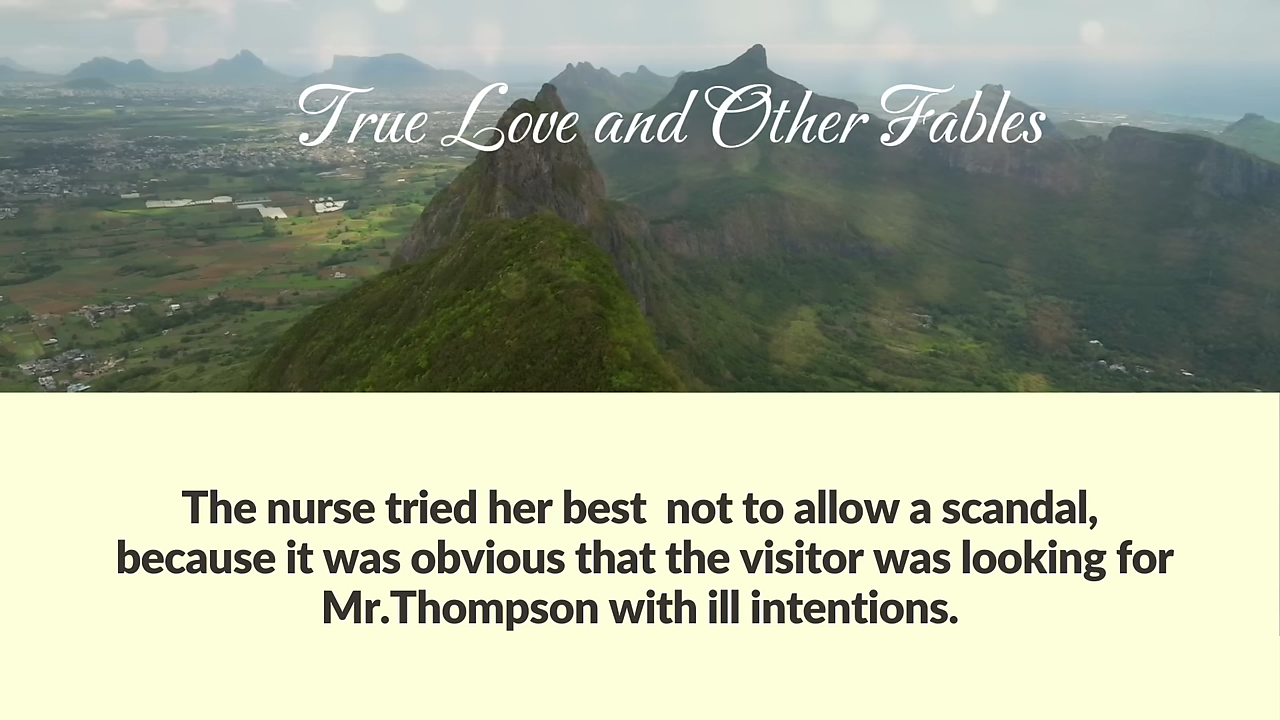 True Love and Other Fables
The nurse tried her best  not to allow a scandal,
because it was obvious that the visitor was looking for
Mr.Thompson with ill intentions.